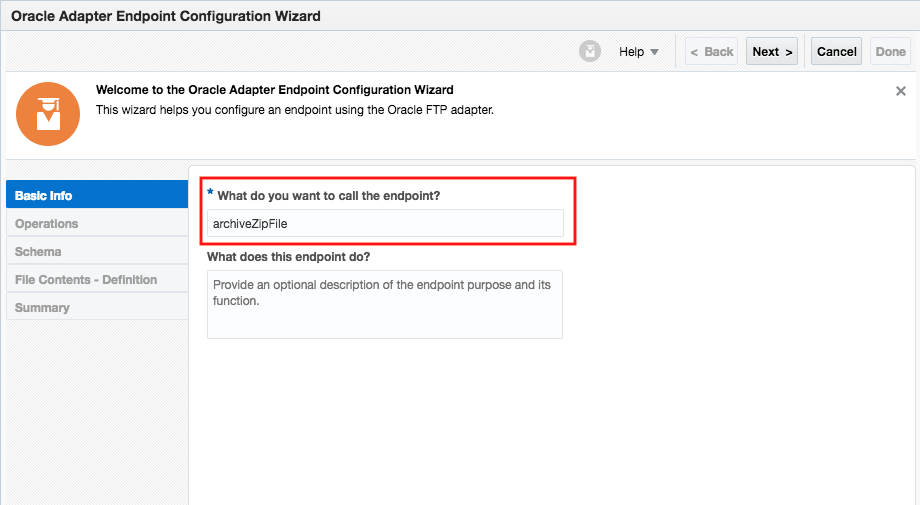 Oracle Adapter Endpoint Configuration Wizard
Help
< Back
Next >
Cancel
Done
Welcome to the Oracle Adapter Endpoint Configuration Wizard
This wizard helps you configure an endpoint using the Oracle FTP adapter.
Basic Info
Operations
Schema
File Contents - Definition
Summary
* What do you want to call the endpoint?
archiveZipFile
What does this endpoint do?
Provide an optional description of the endpoint purpose and its
function.